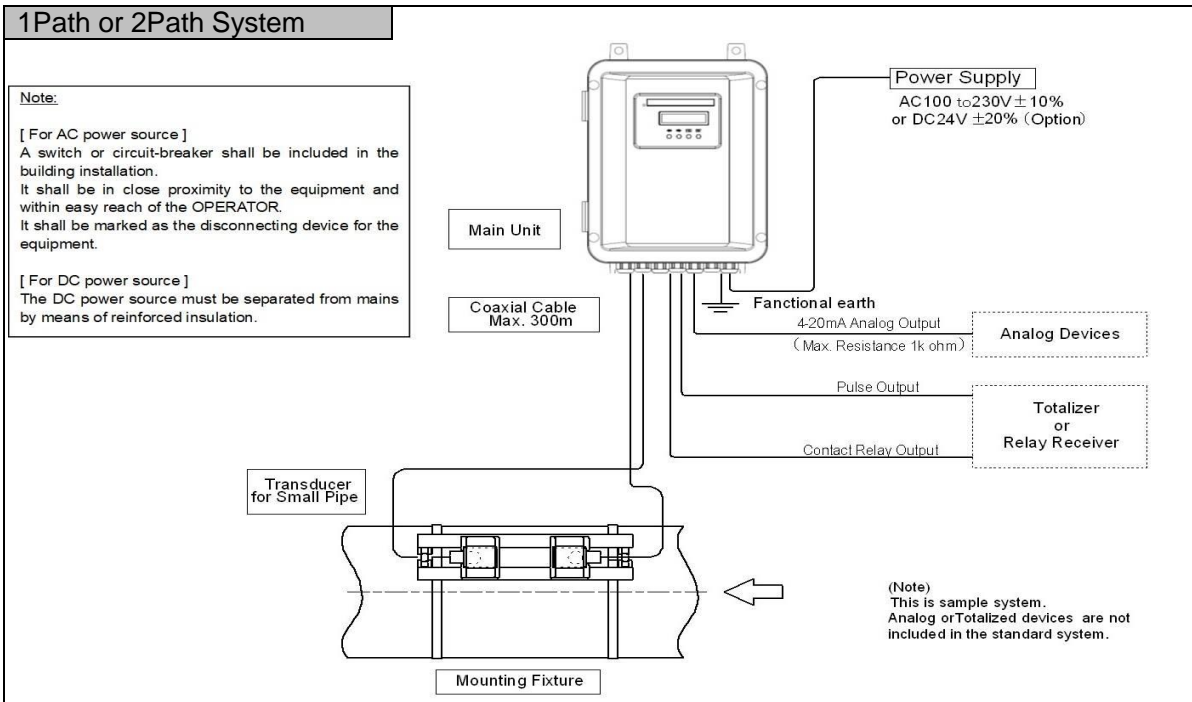 1Path or 2Path System
Note:
[ For AC power source ]
A switch or circuit-breaker shall be included in the
building installation.
It shall be in close proximity to the equipment and
within easy reach of the OPERATOR.
It shall be marked as the disconnecting device for the
equipment.
[ For DC power source ]
The DC power source must be separated from mains
by means of reinforced insulation.
Power Supply
AC100 to230V±10%
or DC24V ±20% (Option)
Main Unit
Coaxial Cable
Max. 300m
Fanctional earth
4-20mA Analog Output
(Max. Resistance 1k ohm)
Analog Devices
Pulse Output
Totalizer
or
Relay Receiver
Contact Relay Output
Transducer
for Small Pipe
Mounting Fixture
(Note)
This is sample system.
Analog orTotalized devices are not
included in the standard system.